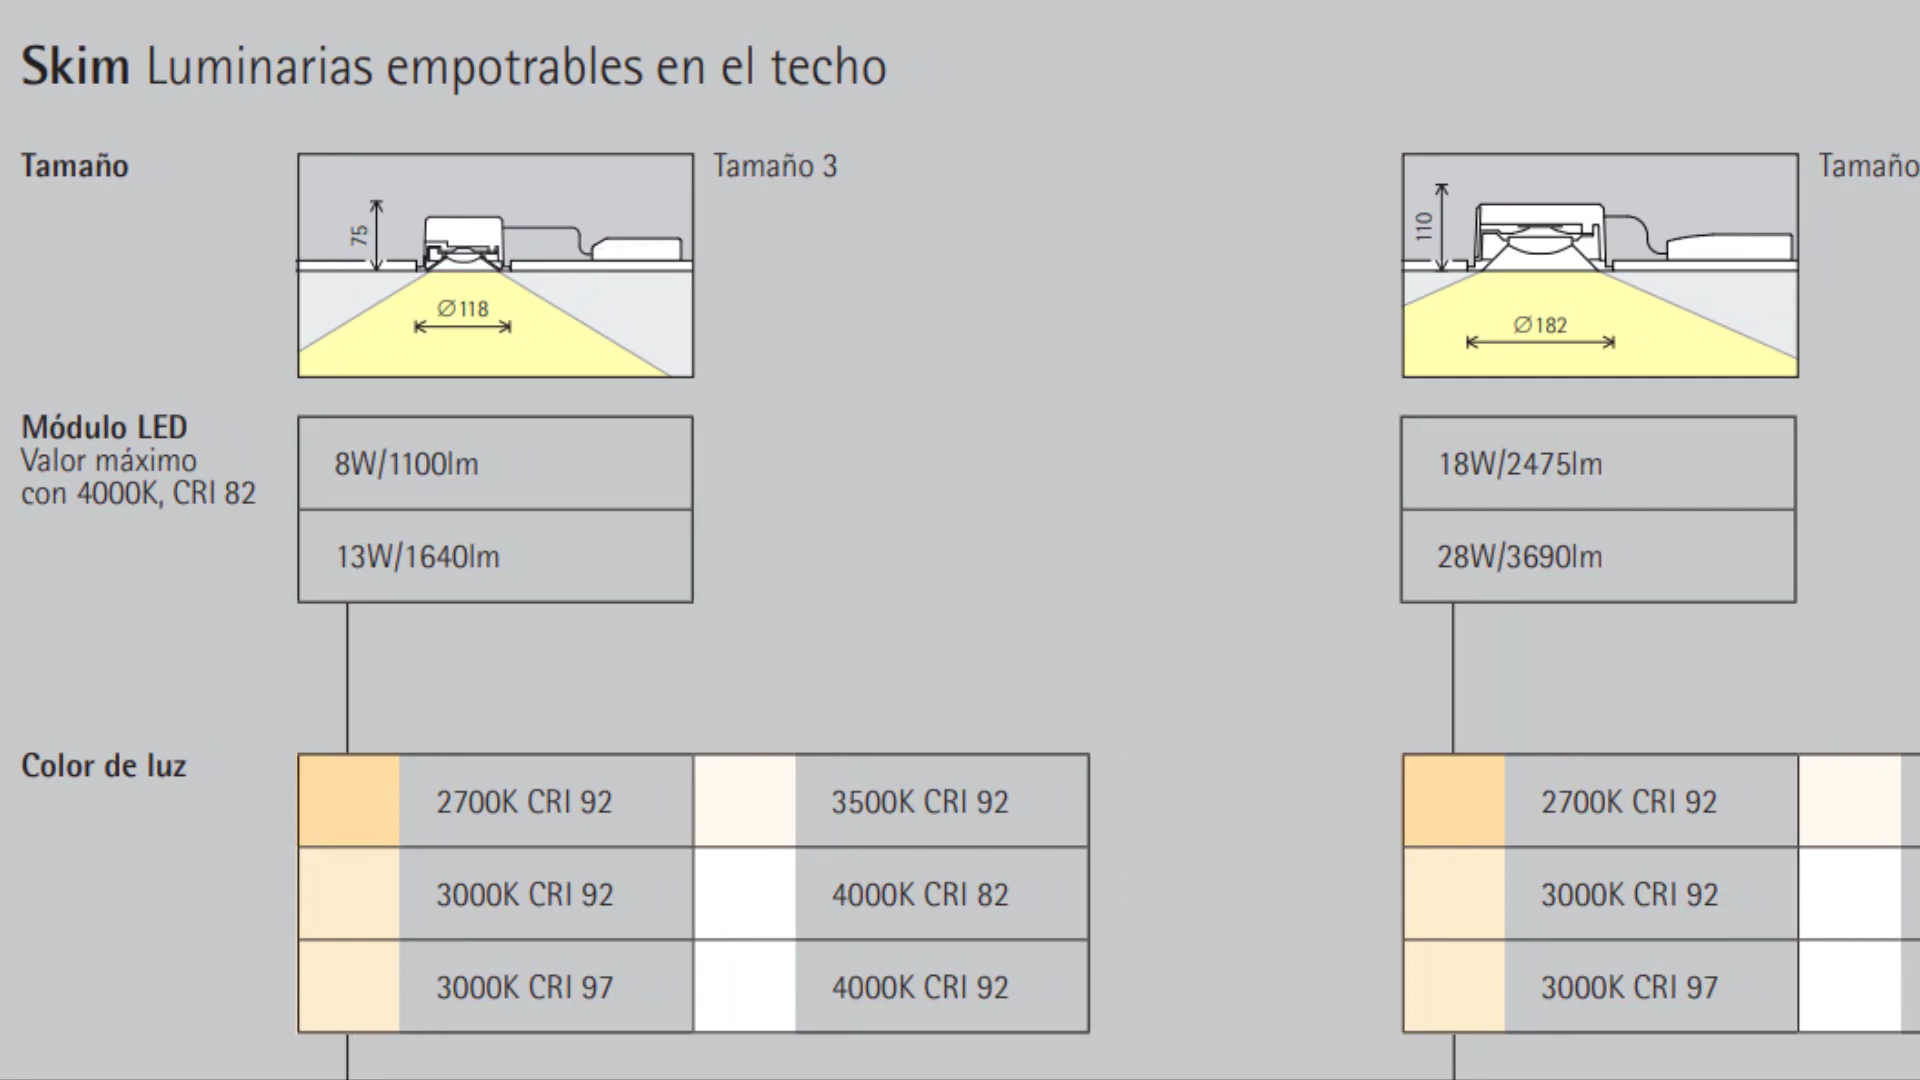 Skim Luminarias empotrables en el techo
Tamaño
75
Ø118
Tamaño 3
110
Ø182
Tamaño
Módulo LED
Valor máximo
con 4000K, CRI 82
8W/1100lm
13W/1640lm
18W/2475lm
28W/3690lm
Color de luz
2700K CRI 92
3500K CRI 92
2700K CRI 92
3000K CRI 92
4000K CRI 82
3000K CRI 92
3000K CRI 97
4000K CRI 92
3000K CRI 97